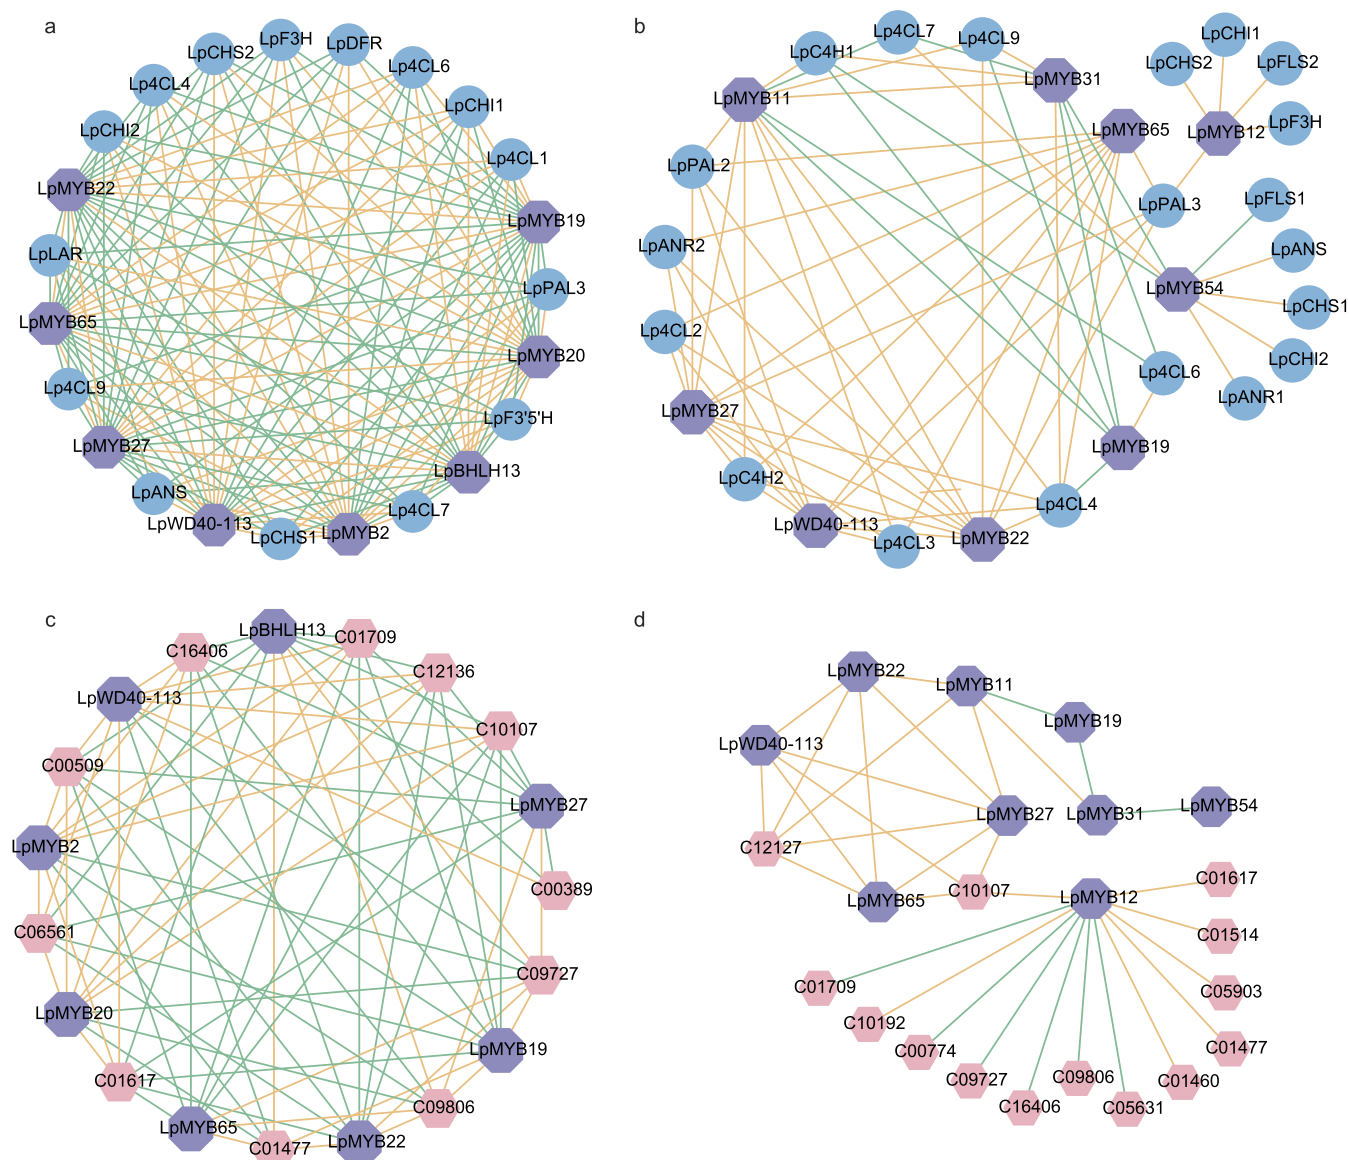 a
LpF3H
LpDFR
LpCHS2
Lp4CL6
Lp4CL4
LpCHI1
LpCHI2
Lp4CL1
LpMYB22
LpMYB19
LpLAR
LpPAL3
LpMYB65
LpMYB20
Lp4CL9
LpF3'5'H
LpMYB27
LpBHLH13
LpANS
Lp4CL7
LpWD40-113
LpCHS1
LpMYB2
b
Lp4CL7
Lp4CL9
LpC4H1
LpMYB31
LpMYB11
LpCHI1
LpCHS2
LpFLS2
LpMYB65
LpMYB12
LpF3H
LpPAL2
LpPAL3
LpFLS1
LpANR2
LpANS
LpMYB54
LpCHS1
Lp4CL2
LpCHI2
Lp4CL6
LpANR1
LpMYB27
LpMYB19
LpC4H2
Lp4CL4
LpWD40-113
Lp4CL3
LpMYB22
c
LpBHLH13
C01709
C16406
C12136
LpWD40-113
C10107
C00509
LpMYB27
LpMYB2
C00389
C06561
C09727
LpMYB20
LpMYB19
C01617
C09806
LpMYB65
C01477
LpMYB22
d
LpMYB22
LpMYB11
LpMYB19
LpWD40-113
LpMYB27
LpMYB31
LpMYB54
C12127
LpMYB65
C10107
LpMYB12
C01617
C01514
C01709
C05903
C10192
C00774
C01477
C09727
C09806
C01460
C16406
C05631